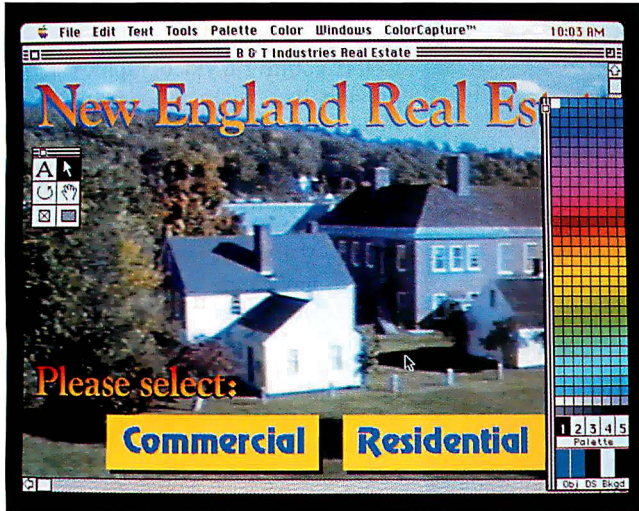 File Edit Text Tools Palette Color Windows ColorCapture™ 10:03 AM
B & T Industries Real Estate
New England Real Es
A
Please select:
Commercial Residential
1 2 3 4 5
Palette
Obj DS Bkgd